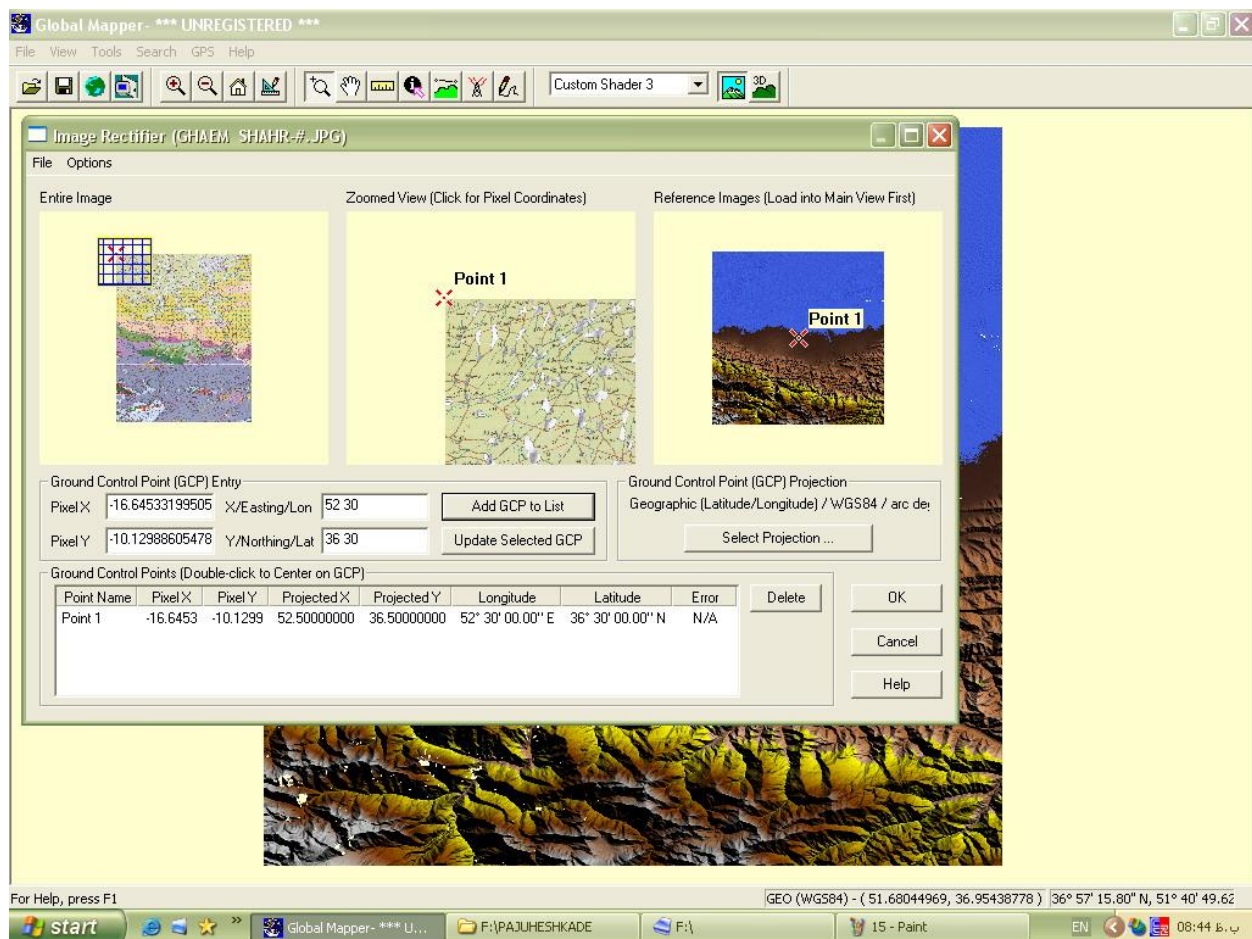 Global Mapper- *** UNREGISTERED ***
File View Tools Search GPS Help
Custom Shader 3
3D
Image Rectifier (GHAEM SHAHR-#.JPG)
File Options
Entire Image
Zoomed View (Click for Pixel Coordinates)
Reference Images (Load into Main View First)
Point 1
Point 1
Ground Control Point (GCP) Entry
Pixel X -16.64533199505 X/Easting/Lon 52 30 Add GCP to List
Pixel Y -10.12988605478 Y/Northing/Lat 36 30 Update Selected GCP
Ground Control Point (GCP) Projection
Geographic (Latitude/Longitude) / WGS84 / arc de
Select Projection ...
Ground Control Points (Double-click to Center on GCP)
Point Name Pixel X Pixel Y Projected X Projected Y Longitude Latitude Error
Point 1 -16.6453 -10.1299 52.50000000 36.50000000 52° 30' 00.00" E 36° 30' 00.00" N N/A
Delete
OK
Cancel
Help
For Help, press F1
GEO (WGS84) - ( 51.68044969, 36.95438778 ) 36° 57' 15.80" N, 51° 40' 49.62
start » Global Mapper- *** U... F:\PAJUHESHKADE F:\ 15 - Paint EN 08:44 ب.ظ